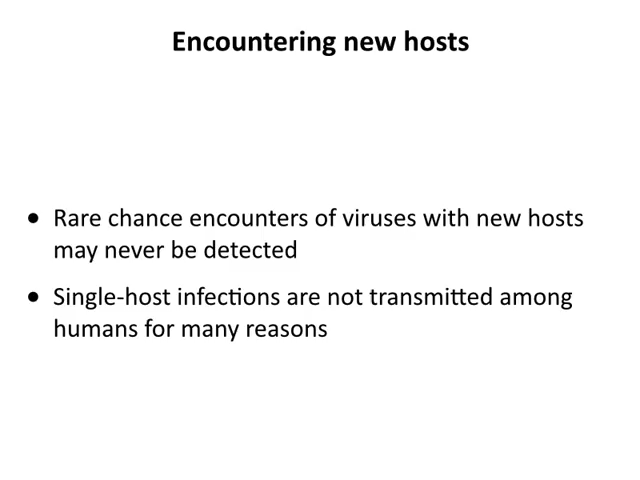 Encountering new hosts
• Rare chance encounters of viruses with new hosts
may never be detected
• Single-host infections are not transmitted among
humans for many reasons